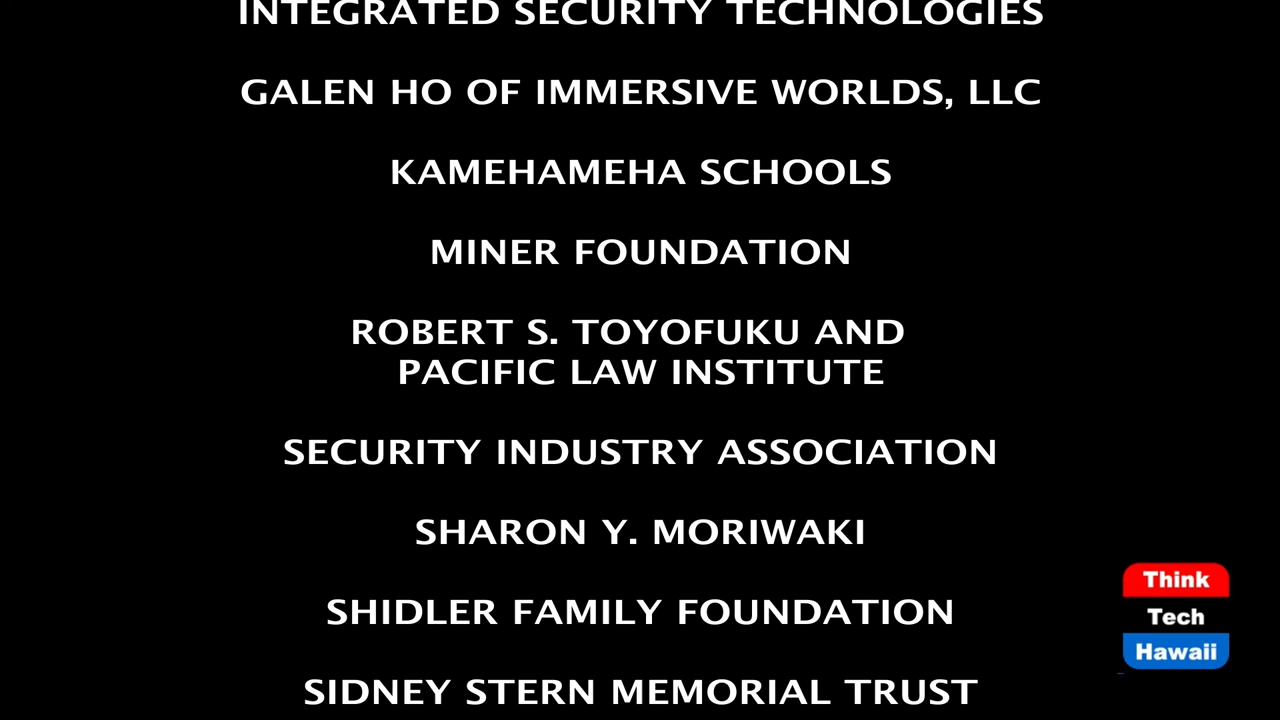 INTEGRATED SECURITY TECHNOLOGIES
GALEN HO OF IMMERSIVE WORLDS, LLC
KAMEHAMEHA SCHOOLS
MINER FOUNDATION
ROBERT S. TOYOFUKU AND
PACIFIC LAW INSTITUTE
SECURITY INDUSTRY ASSOCIATION
SHARON Y. MORIWAKI
SHIDLER FAMILY FOUNDATION
SIDNEY STERN MEMORIAL TRUST
Think
Tech
Hawaii